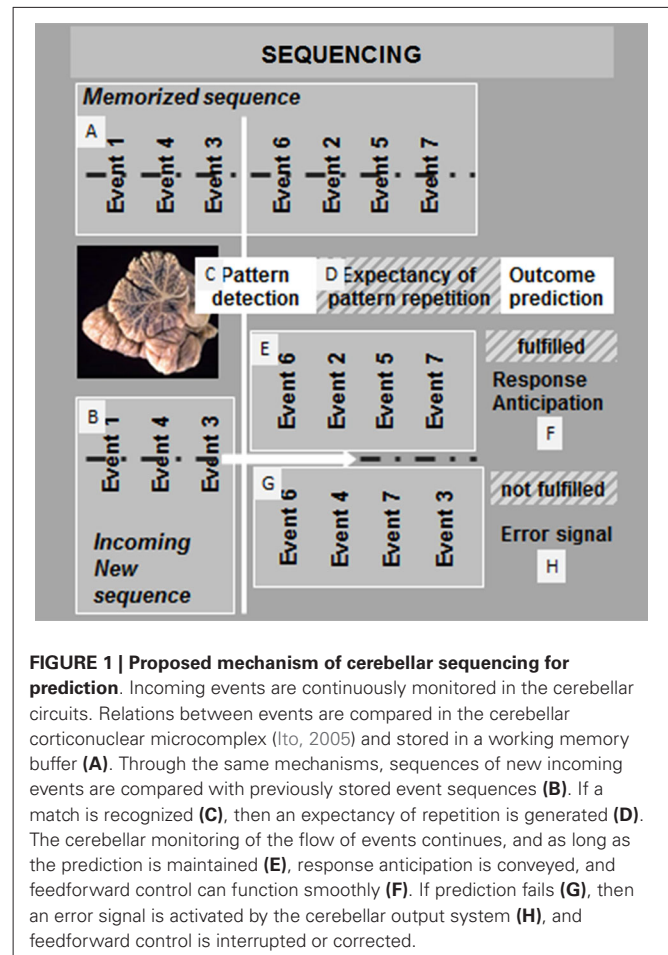 SEQUENCING
Memorized sequence
A
Event 1
Event 4
Event 3
Event 6
Event 2
Event 5
Event 7
C Pattern
detection
D Expectancy of
pattern repetition
Outcome
prediction
E
Event 6
Event 2
Event 5
Event 7
fulfilled
Response
Anticipation
F
B
Event 1
Event 4
Event 3
Incoming
New
sequence
G
Event 6
Event 4
Event 7
Event 3
not fulfilled
Error signal
H
FIGURE 1 | Proposed mechanism of cerebellar sequencing for
prediction. Incoming events are continuously monitored in the cerebellar
circuits. Relations between events are compared in the cerebellar
corticonuclear microcomplex (Ito, 2005) and stored in a working memory
buffer (A). Through the same mechanisms, sequences of new incoming
events are compared with previously stored event sequences (B). If a
match is recognized (C), then an expectancy of repetition is generated (D).
The cerebellar monitoring of the flow of events continues, and as long as
the prediction is maintained (E), response anticipation is conveyed, and
feedforward control can function smoothly (F). If prediction fails (G), then
an error signal is activated by the cerebellar output system (H), and
feedforward control is interrupted or corrected.